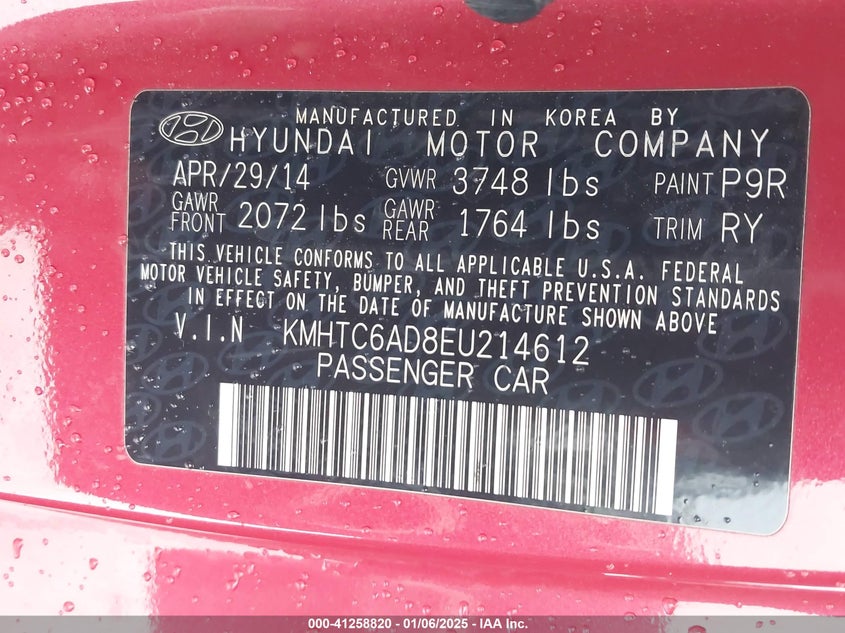 MANUFACTURED IN KOREA BY
HYUNDAI MOTOR COMPANY
APR/29/14 GVWR 3748 lbs PAINT P9R
GAWR FRONT 2072 lbs GAWR REAR 1764 lbs TRIM RY
THIS VEHICLE CONFORMS TO ALL APPLICABLE U.S.A. FEDERAL
MOTOR VEHICLE SAFETY, BUMPER, AND THEFT PREVENTION STANDARDS
IN EFFECT ON THE DATE OF MANUFACTURE SHOWN ABOVE
V.I.N KMHTC6AD8EU214612
PASSENGER CAR
000-41258820 — 01/06/2025 — IAA Inc.